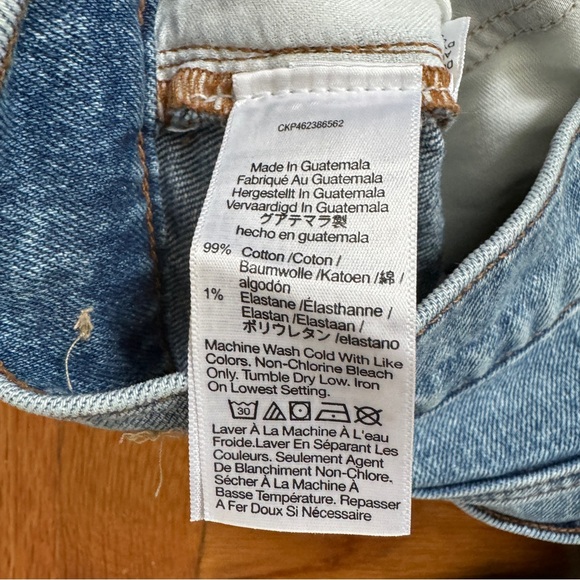 CKP462386562
Made In Guatemala
Fabriqué Au Guatemala
Hergestellt In Guatemala
Vervaardigd In Guatemala
グアテマラ製
hecho en guatemala
99% Cotton /Coton /
Baumwolle /Katoen /綿 /
algodón
1% Elastane /Élasthanne /
Elastan /Elastaan /
ポリウレタン /elastano
Machine Wash Cold With Like
Colors. Non-Chlorine Bleach
Only. Tumble Dry Low. Iron
On Lowest Setting.
30
Laver À La Machine À L'eau
Froide.Laver En Séparant Les
Couleurs. Seulement Agent
De Blanchiment Non-Chlore.
Sécher À La Machine À
Basse Température. Repasser
A Fer Doux Si Nécessaire